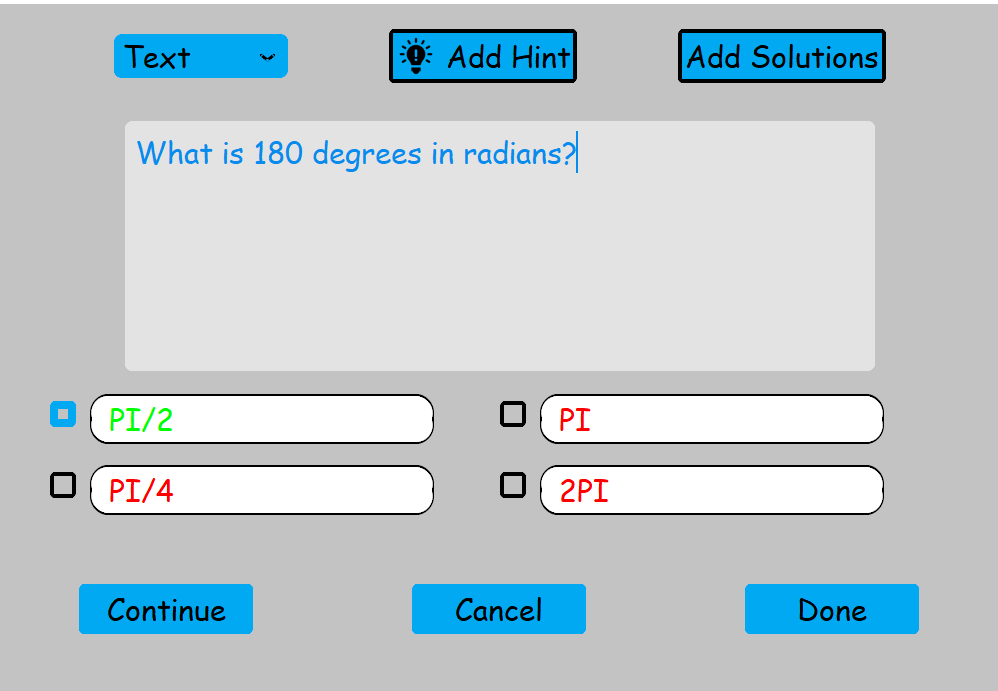 Text
Add Hint
Add Solutions
What is 180 degrees in radians?
PI/2
PI
PI/4
2PI
Continue
Cancel
Done